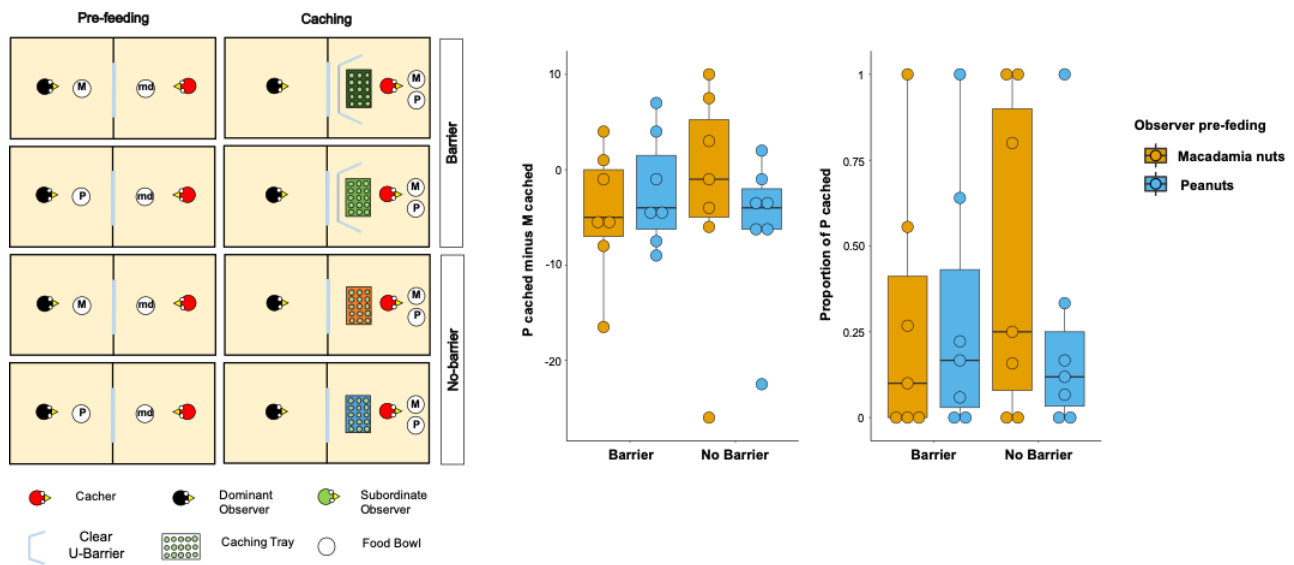 Pre-feeding
Caching
M
md
M
P
P
md
M
P
Barrier
M
md
M
P
P
md
M
P
No-barrier
Cacher
Dominant
Observer
Subordinate
Observer
Clear
U-Barrier
Caching Tray
Food Bowl
P cached minus M cached
10
0
-10
-20
Barrier
No Barrier
Proportion of P cached
1
0.75
0.50
0.25
0
Barrier
No Barrier
Observer pre-feding
Macadamia nuts
Peanuts